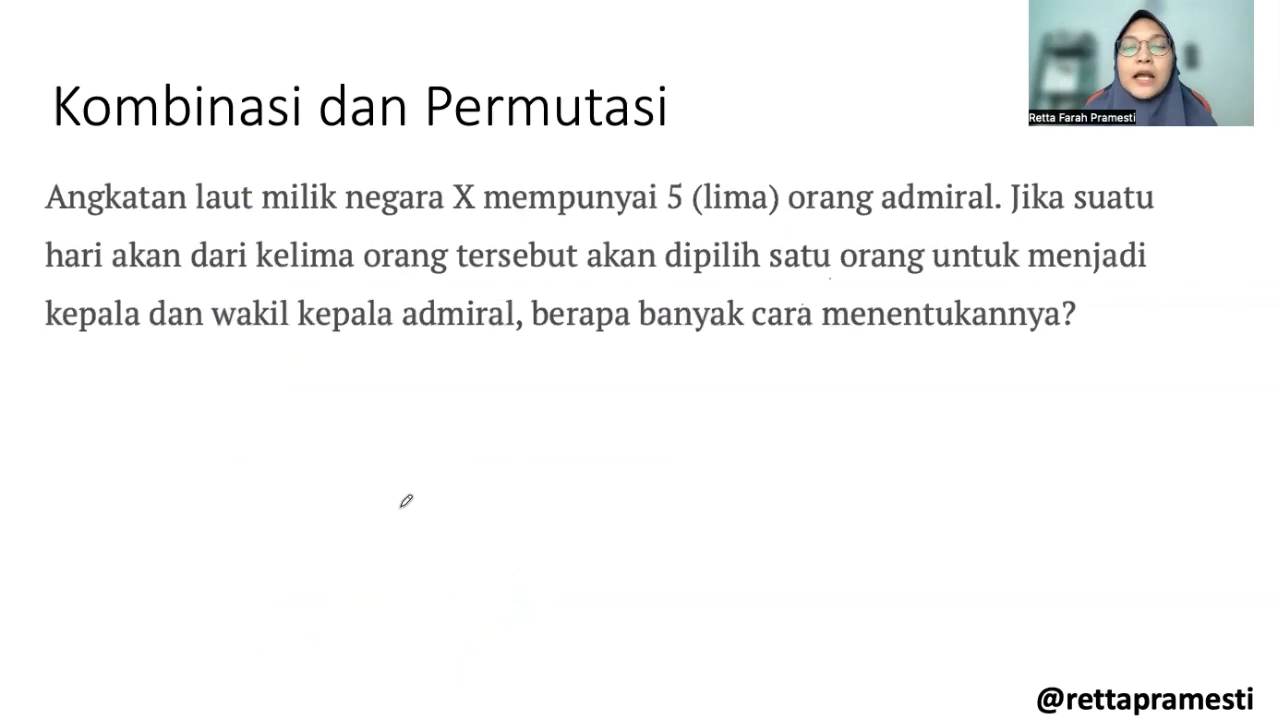 Retta Farah Pramesti
Kombinasi dan Permutasi
Angkatan laut milik negara X mempunyai 5 (lima) orang admiral. Jika suatu
hari akan dari kelima orang tersebut akan dipilih satu orang untuk menjadi
kepala dan wakil kepala admiral, berapa banyak cara menentukannya?
@rettapramesti